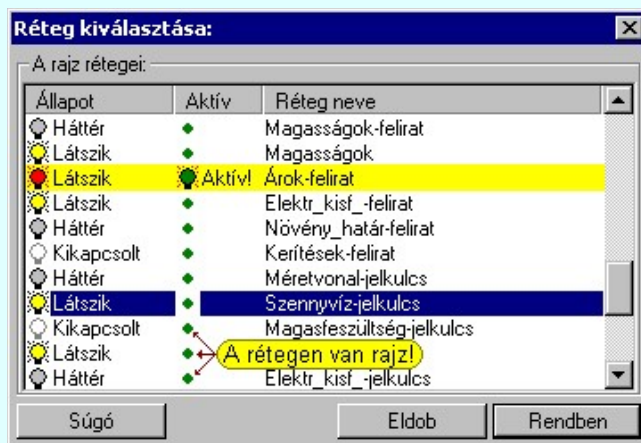 Réteg kiválasztása:
A rajz rétegei:
Állapot Aktív Réteg neve
Háttér Magasságok-felirat
Látszik Magasságok
Látszik Aktív! Árok-felirat
Látszik Elektr_kisf_-felirat
Háttér Növény_határ-felirat
Kikapcsolt Kerítések-felirat
Háttér Méretvonal-jelkulcs
Látszik Szennyvíz-jelkulcs
Kikapcsolt Magasfeszültség-jelkulcs
Látszik A rétegen van rajz!
Háttér Elektr_kisf_-jelkulcs
Súgó Eldob Rendben